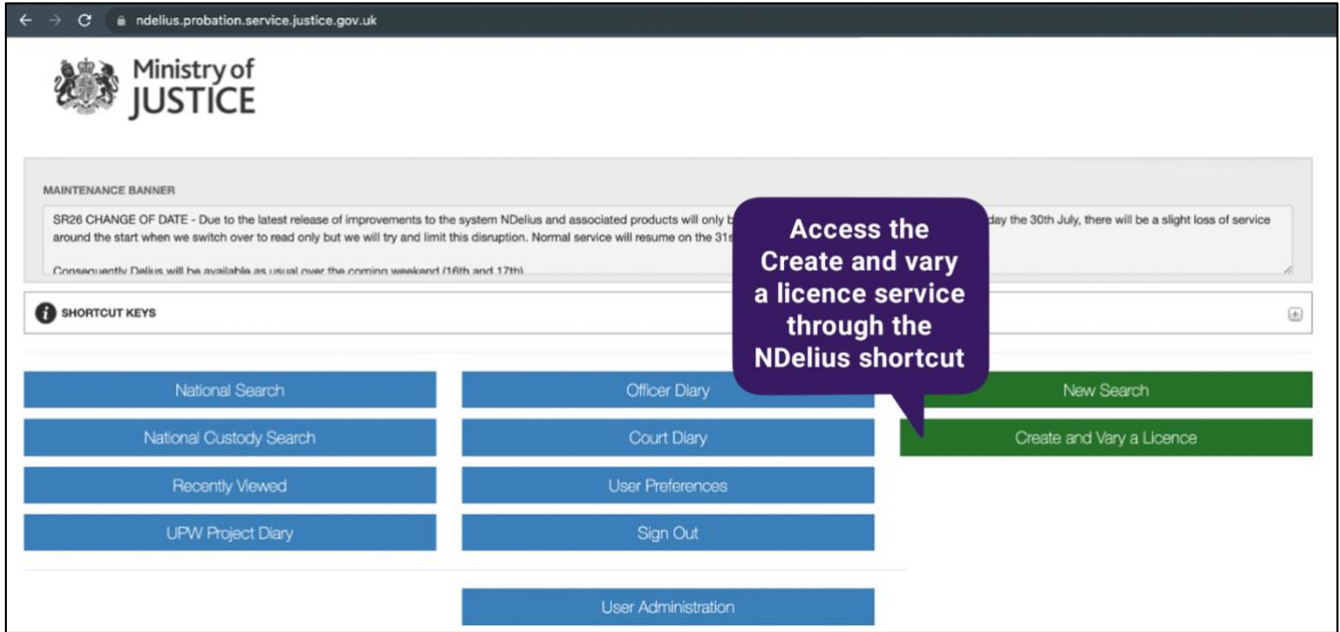 ndelius.probation.service.justice.gov.uk
Ministry of
JUSTICE
MAINTENANCE BANNER
SR26 CHANGE OF DATE - Due to the latest release of improvements to the system NDelius and associated products will only b
day the 30th July, there will be a slight loss of service
around the start when we switch over to read only but we will try and limit this disruption. Normal service will resume on the 31s
Consequently Delius will be available as usual over the coming weekend (16th and 17th)
Access the
Create and vary
a licence service
through the
NDelius shortcut
SHORTCUT KEYS
National Search
Officer Diary
New Search
National Custody Search
Court Diary
Create and Vary a Licence
Recently Viewed
User Preferences
UPW Project Diary
Sign Out
User Administration